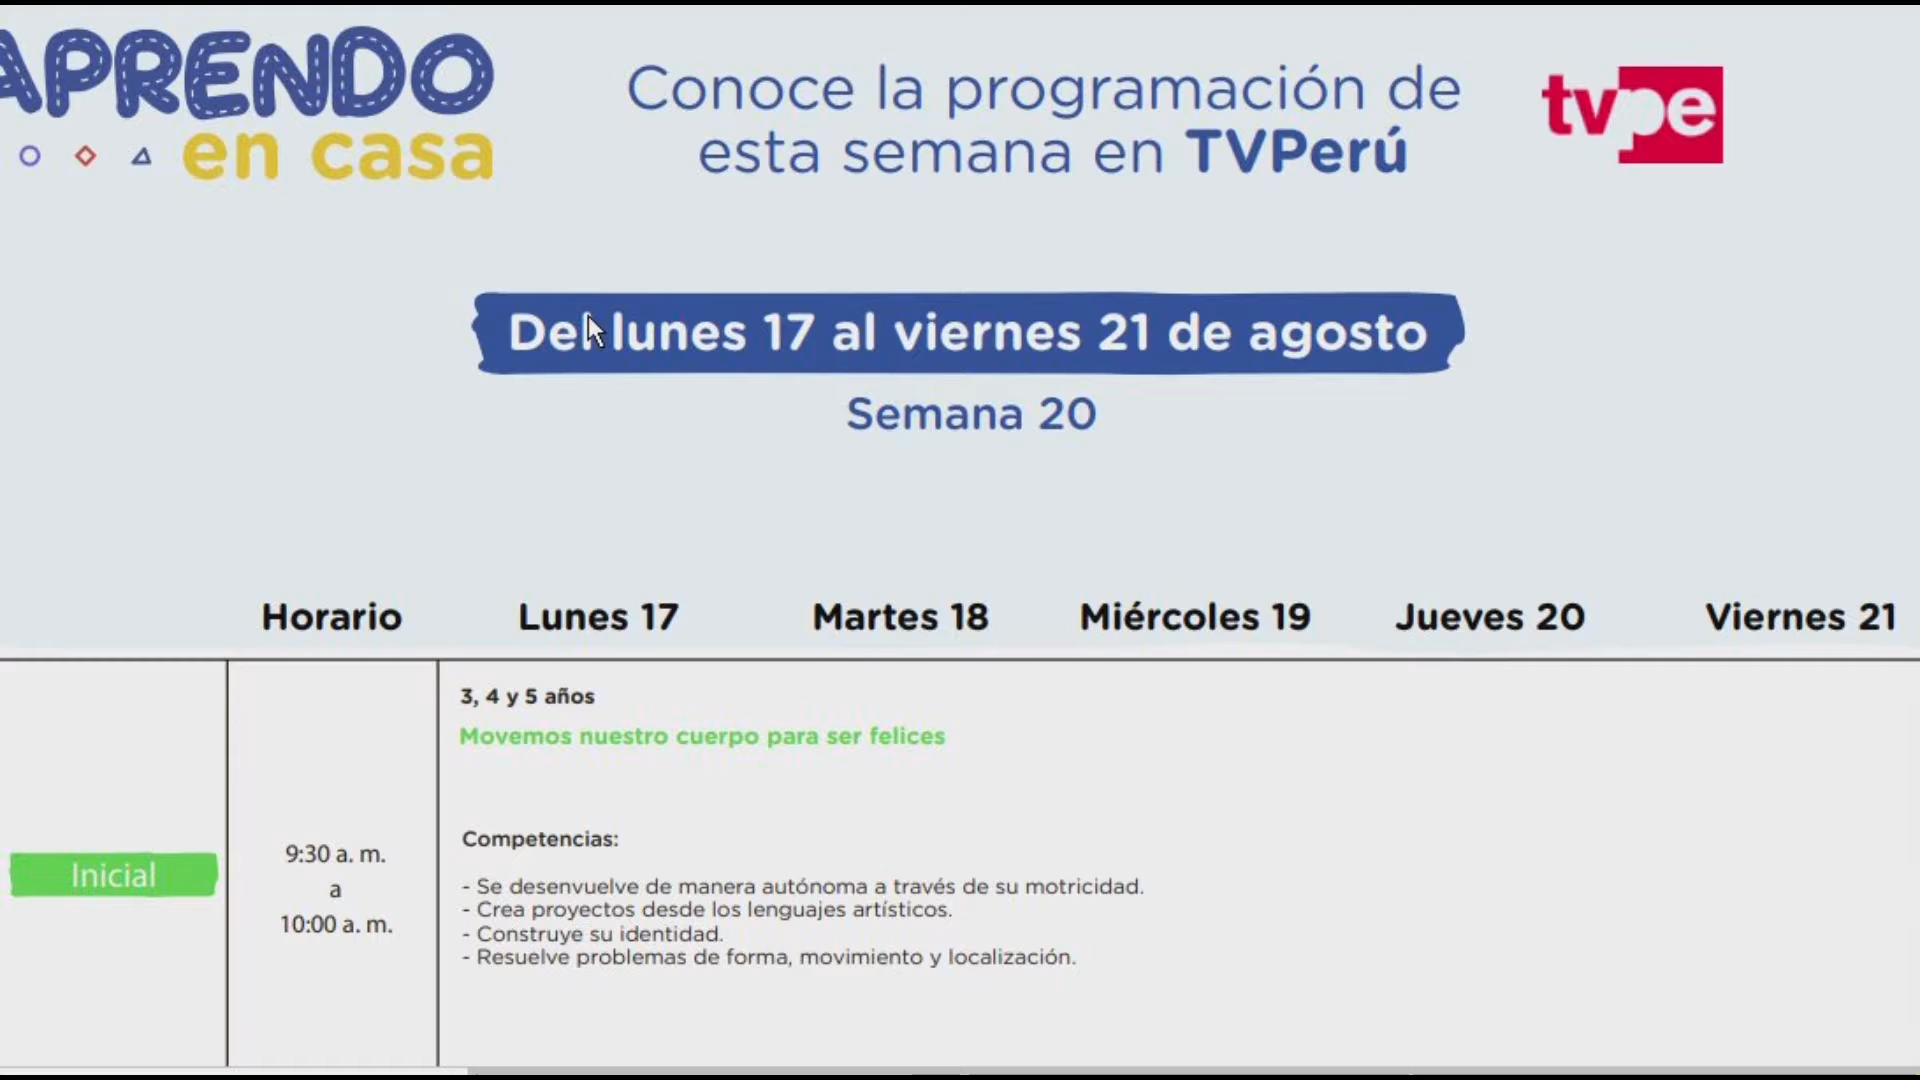 APRENDO
en casa
Conoce la programación de
esta semana en TVPerú
tvpe
Del lunes 17 al viernes 21 de agosto
Semana 20
Horario Lunes 17 Martes 18 Miércoles 19 Jueves 20 Viernes 21
3, 4 y 5 años
Movemos nuestro cuerpo para ser felices
Inicial
9:30 a. m.
a
10:00 a. m.
Competencias:
- Se desenvuelve de manera autónoma a través de su motricidad.
- Crea proyectos desde los lenguajes artísticos.
- Construye su identidad.
- Resuelve problemas de forma, movimiento y localización.